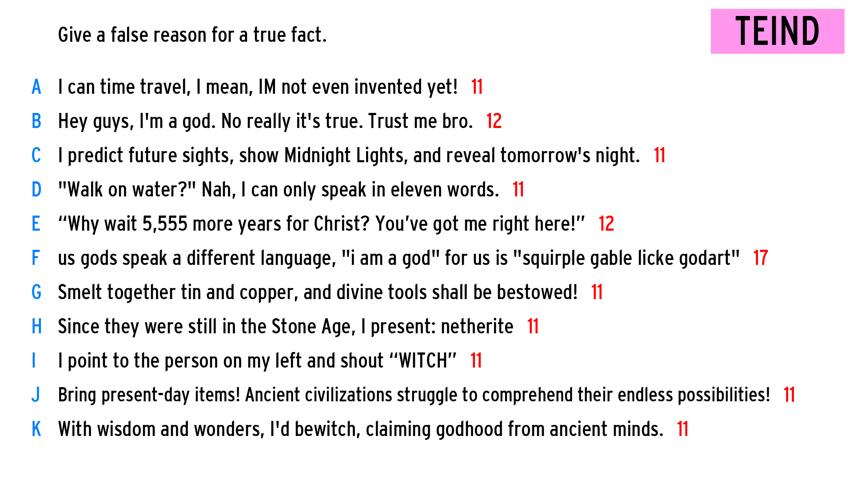 Give a false reason for a true fact.
TEIND
A I can time travel, I mean, IM not even invented yet! 11
B Hey guys, I'm a god. No really it's true. Trust me bro. 12
C I predict future sights, show Midnight Lights, and reveal tomorrow's night. 11
D "Walk on water?" Nah, I can only speak in eleven words. 11
E “Why wait 5,555 more years for Christ? You’ve got me right here!” 12
F us gods speak a different language, "i am a god" for us is "squirple gable licke godart" 17
G Smelt together tin and copper, and divine tools shall be bestowed! 11
H Since they were still in the Stone Age, I present: netherite 11
I I point to the person on my left and shout “WITCH” 11
J Bring present-day items! Ancient civilizations struggle to comprehend their endless possibilities! 11
K With wisdom and wonders, I'd bewitch, claiming godhood from ancient minds. 11